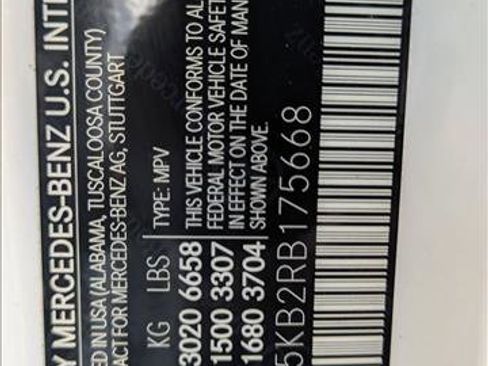 Y MERCEDES-BENZ U.S. INT
ED IN USA (ALABAMA, TUSCALOOSA COUNTY)
ACT FOR MERCEDES-BENZ AG, STUTTGART
KG LBS TYPE: MPV
3020 6658 THIS VEHICLE CONFORMS TO AL
1500 3307 FEDERAL MOTOR VEHICLE SAFET
1680 3704 IN EFFECT ON THE DATE OF MAN
SHOWN ABOVE.
5KB2RB175668